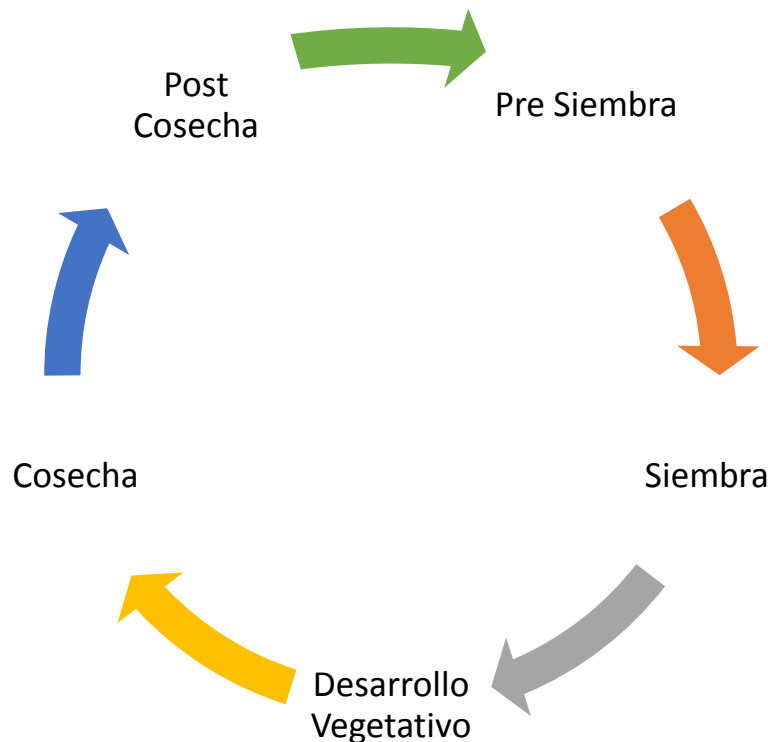 Post
Cosecha
Pre Siembra
Siembra
Desarrollo
Vegetativo
Cosecha